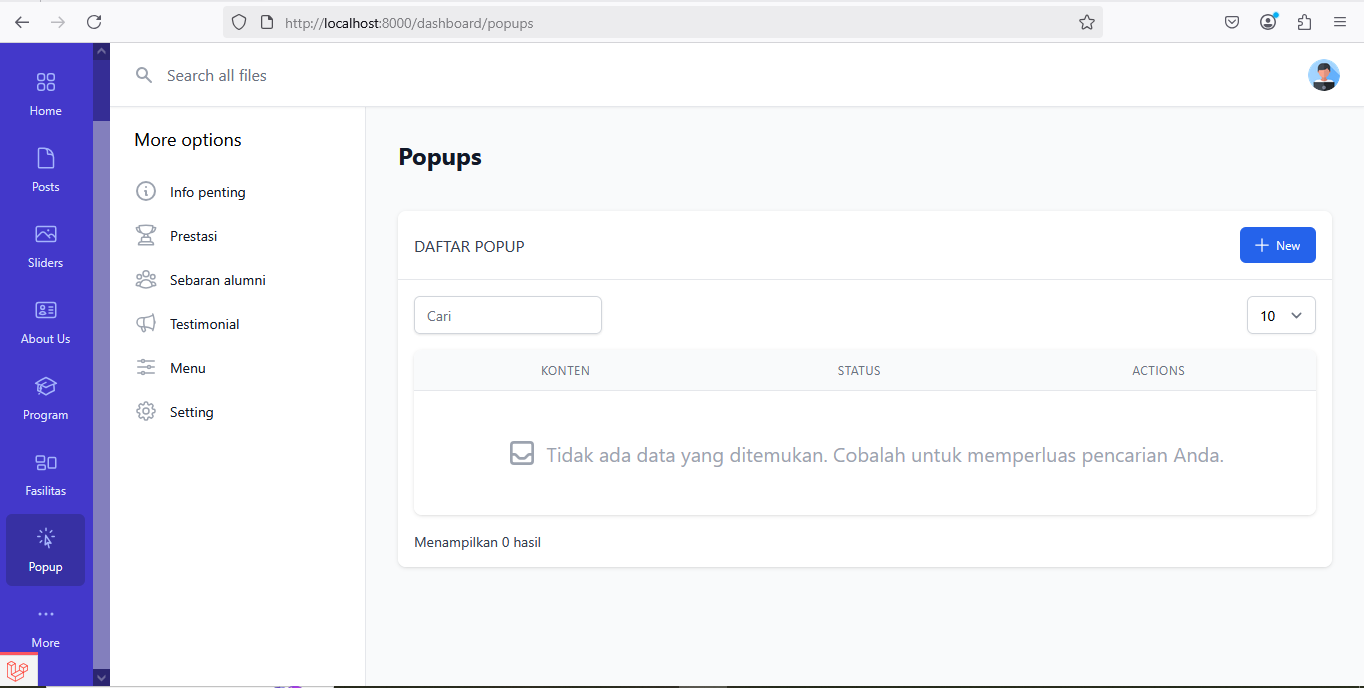 http://localhost:8000/dashboard/popups
Search all files
Home
Posts
Sliders
About Us
Program
Fasilitas
Popup
More
More options
Info penting
Prestasi
Sebaran alumni
Testimonial
Menu
Setting
Popups
DAFTAR POPUP
New
Cari
10
KONTEN STATUS ACTIONS
Tidak ada data yang ditemukan. Cobalah untuk memperluas pencarian Anda.
Menampilkan 0 hasil